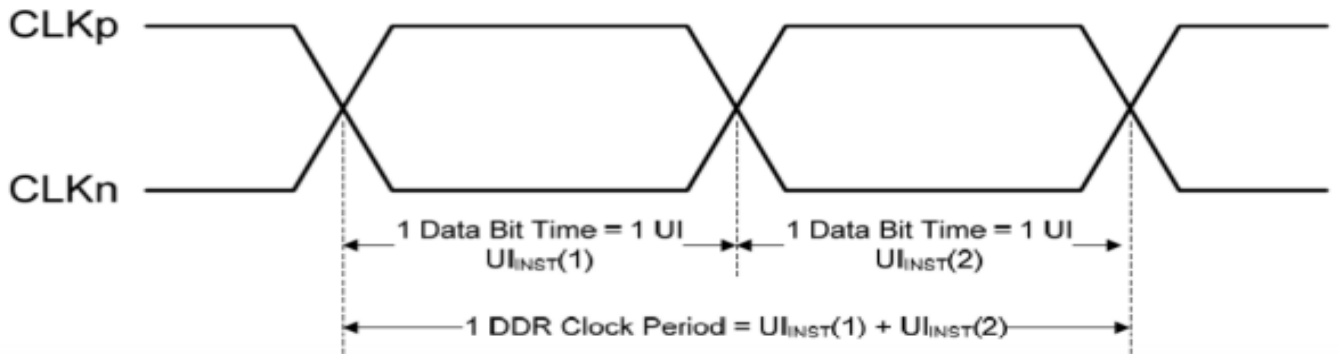 CLKp
CLKn
1 Data Bit Time = 1 UI
UIINST(1)
1 Data Bit Time = 1 UI
UIINST(2)
1 DDR Clock Period = UIINST(1) + UIINST(2)